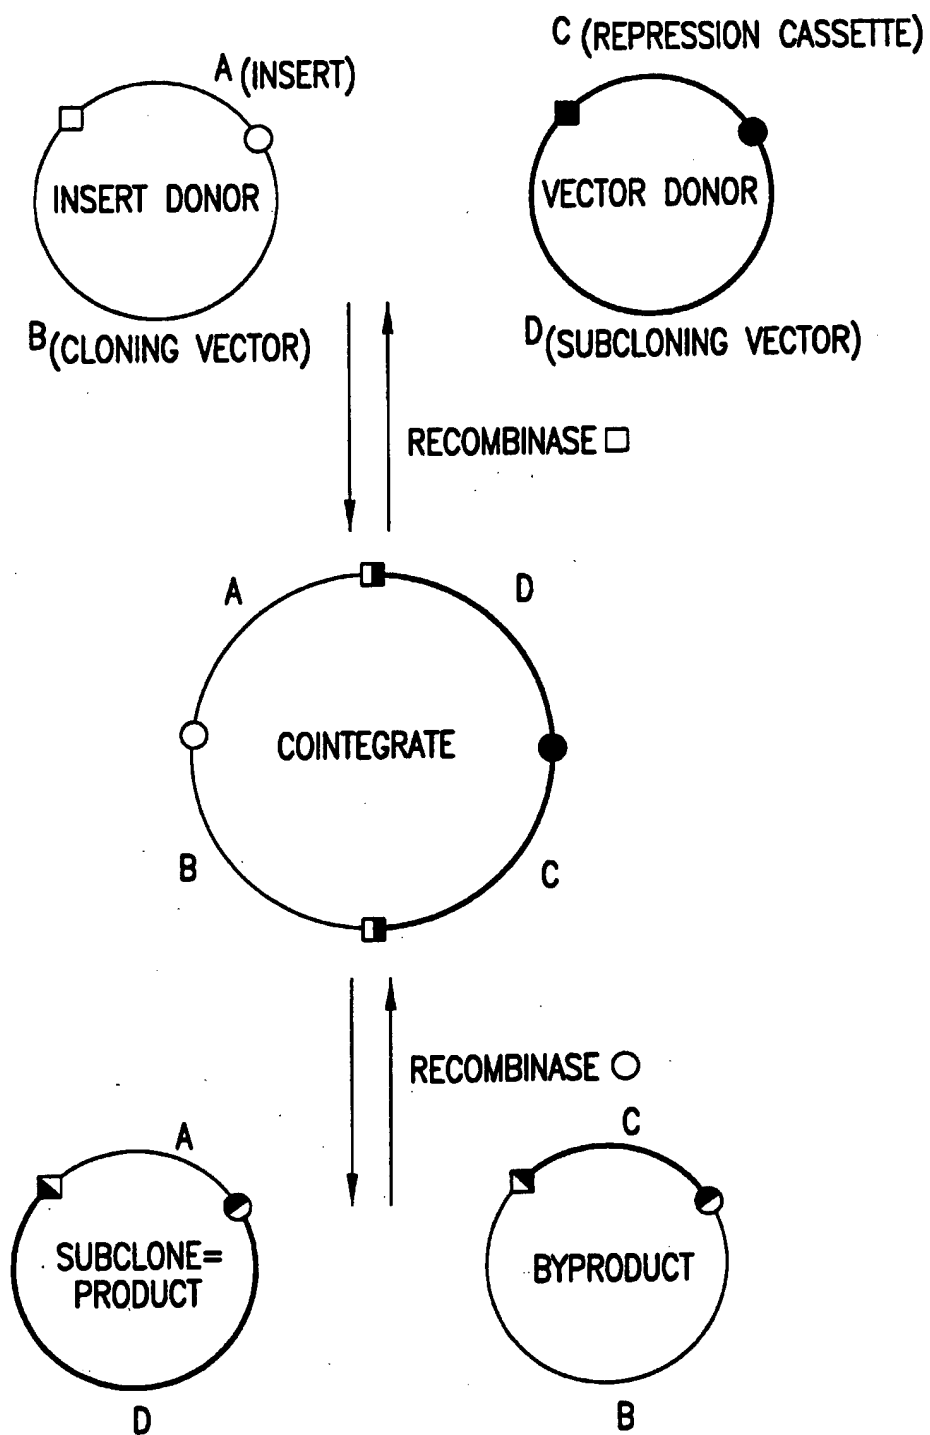 C (REPRESSION CASSETTE)
A (INSERT)
INSERT DONOR
VECTOR DONOR
B (CLONING VECTOR)
D (SUBCLONING VECTOR)
RECOMBINASE
A
D
COINTEGRATE
B
C
RECOMBINASE
A
C
SUBCLONE=
PRODUCT
BYPRODUCT
D
B